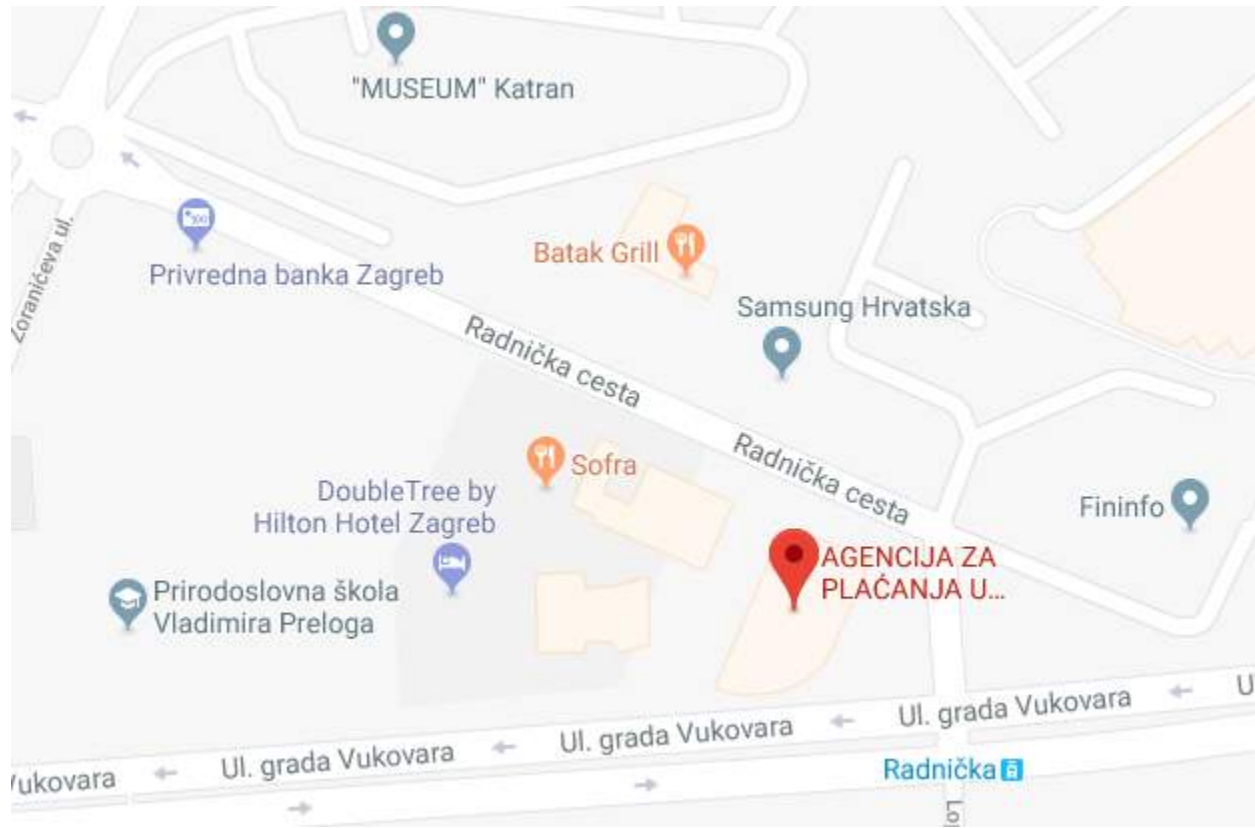 "MUSEUM" Katran
Zoranićeva ul.
Privredna banka Zagreb
Batak Grill
Samsung Hrvatska
Radnička cesta
Radnička cesta
Sofra
DoubleTree by
Hilton Hotel Zagreb
Fininfo
AGENCIJA ZA
PLAĆANJA U...
Prirodoslovna škola
Vladimira Preloga
Ul. grada Vukovara
Ul. grada Vukovara
Ul. grada Vukovara
U
Vukovara
Radnička
Loj